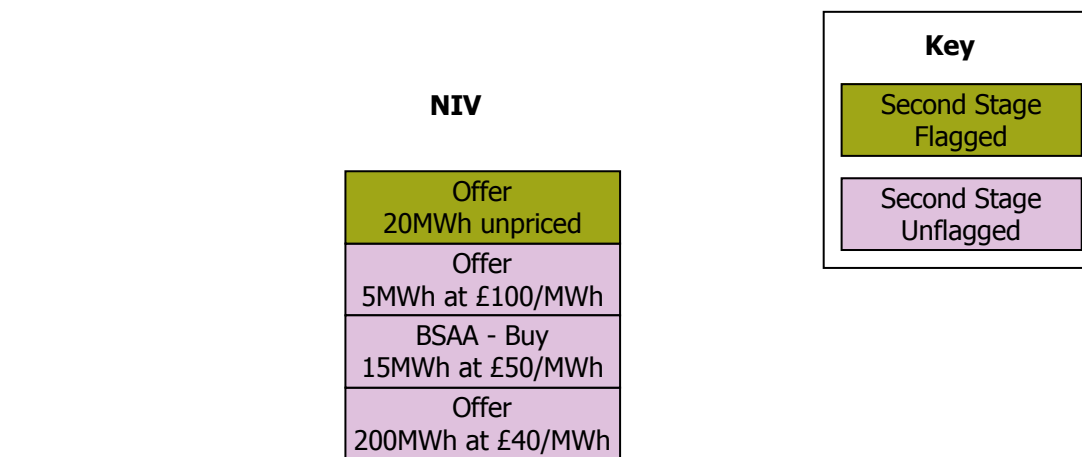 Key
NIV
Second Stage
Flagged
Second Stage
Unflagged
Offer
20MWh unpriced
Offer
5MWh at £100/MWh
BSAA - Buy
15MWh at £50/MWh
Offer
200MWh at £40/MWh